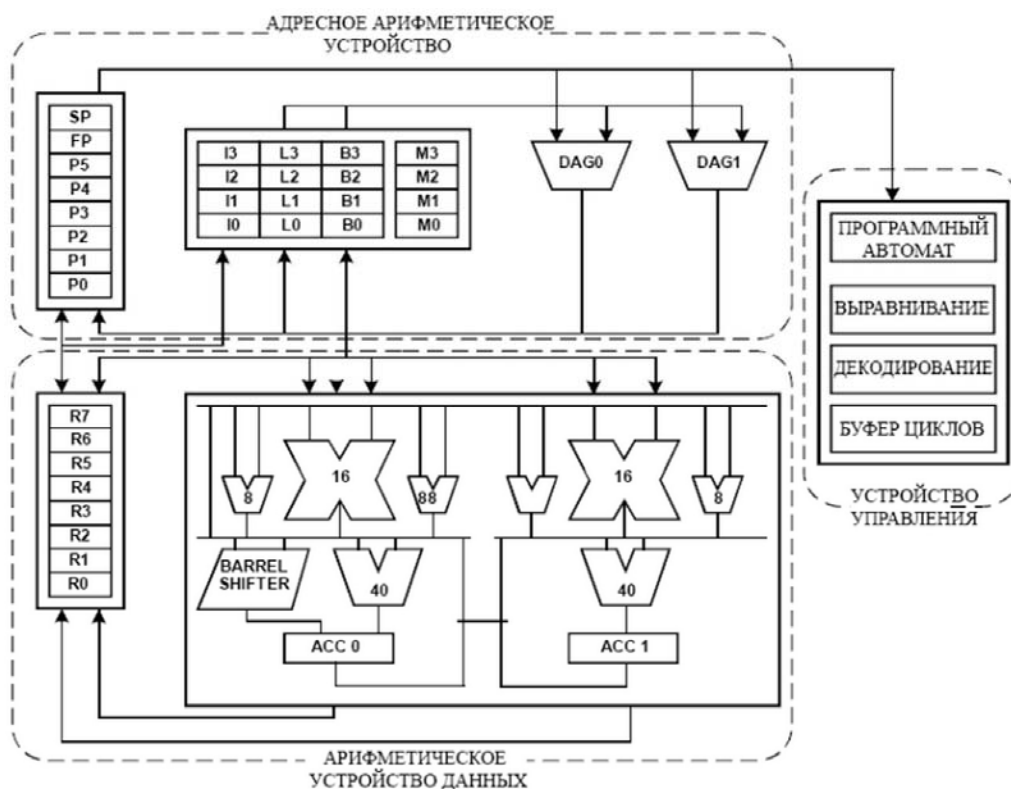 АДРЕСНОЕ АРИФМЕТИЧЕСКОЕ
УСТРОЙСТВО
SP
FP
P5
P4
P3
P2
P1
P0
I3 L3 B3 M3
I2 L2 B2 M2
I1 L1 B1 M1
I0 L0 B0 M0
DAG0 DAG1
ПРОГРАММНЫЙ
АВТОМАТ
ВЫРАВНИВАНИЕ
ДЕКОДИРОВАНИЕ
БУФЕР ЦИКЛОВ
УСТРОЙСТВО
УПРАВЛЕНИЯ
R7
R6
R5
R4
R3
R2
R1
R0
8 16 88 16 8
BARREL
SHIFTER
40 40
ACC 0 ACC 1
АРИФМЕТИЧЕСКОЕ
УСТРОЙСТВО ДАННЫХ